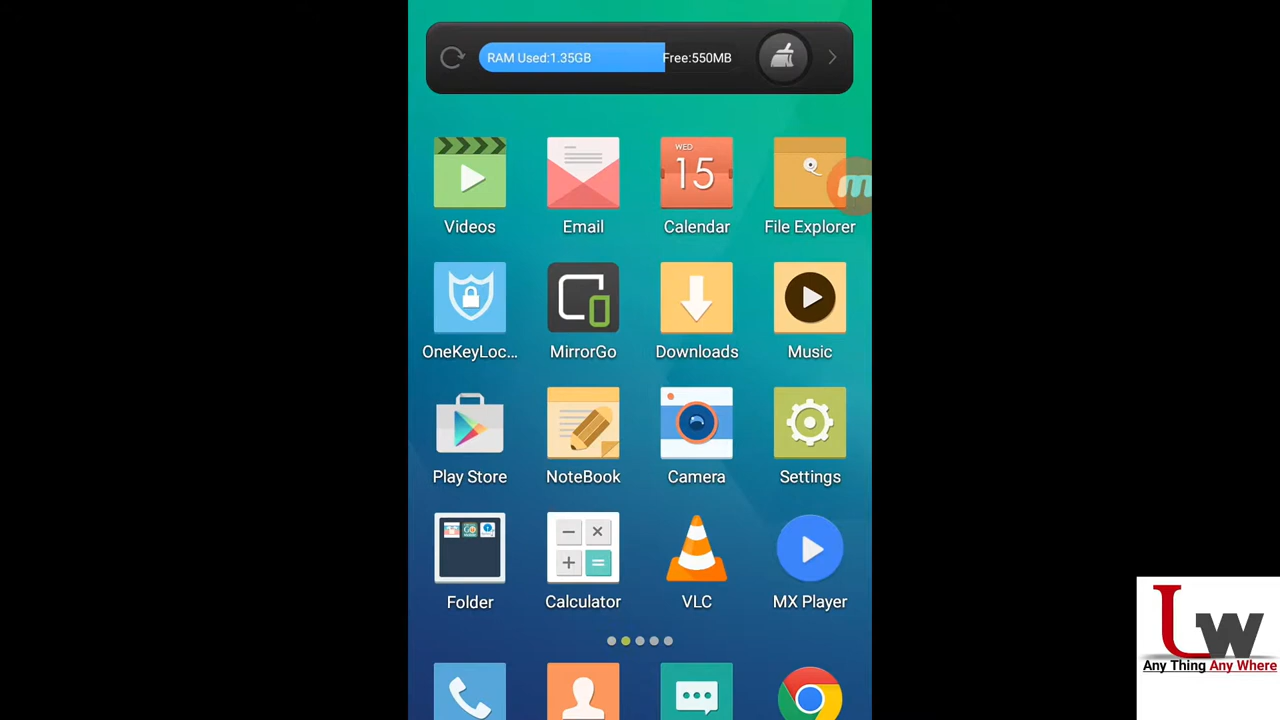 RAM Used:1.35GB Free:550MB
WED
15
Videos Email Calendar File Explorer
OneKeyLoc... MirrorGo Downloads Music
Play Store NoteBook Camera Settings
Folder Calculator VLC MX Player
UW
Any Thing Any Where